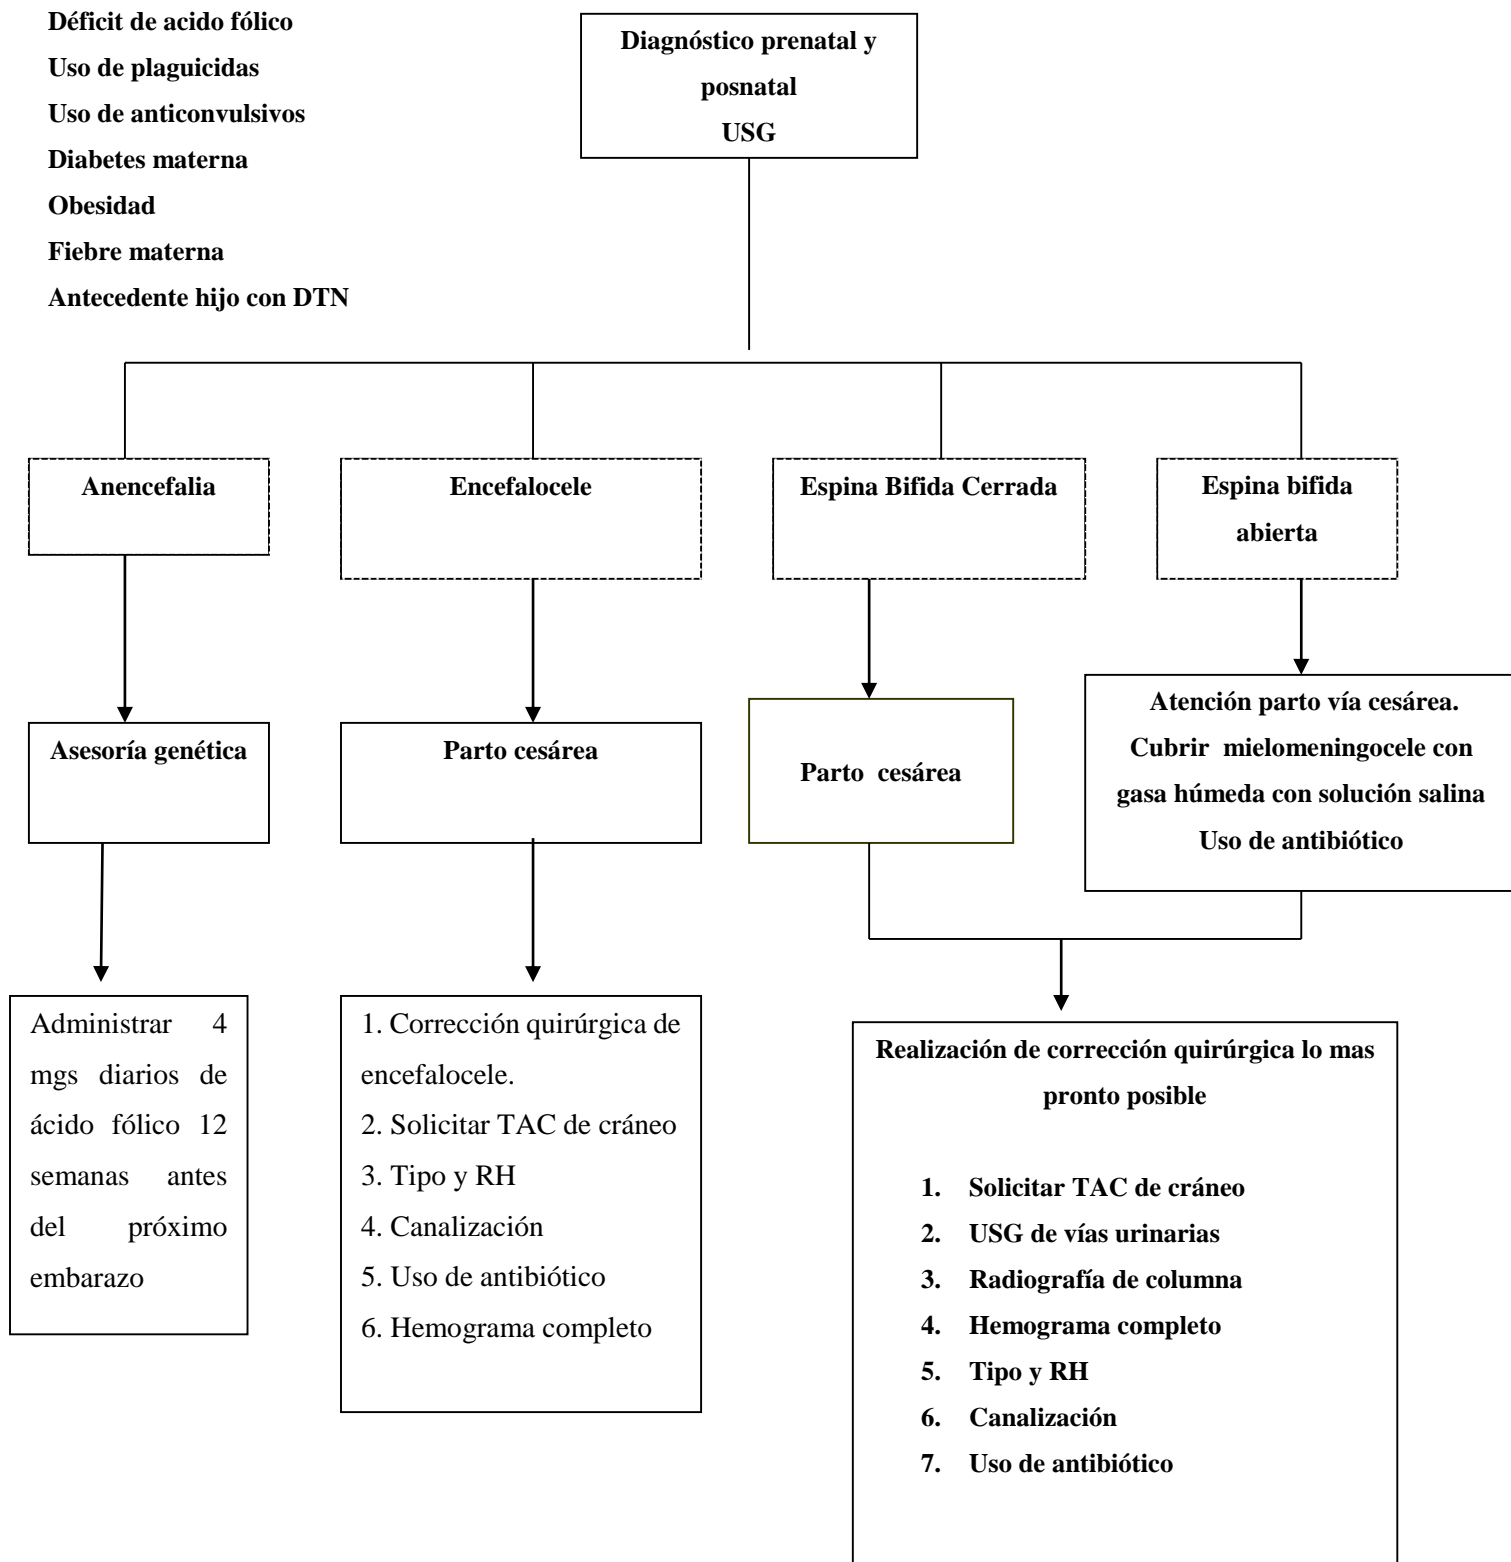 Déficit de acido fólico
Uso de plaguicidas
Uso de anticonvulsivos
Diabetes materna
Obesidad
Fiebre materna
Antecedente hijo con DTN
Diagnóstico prenatal y
posnatal
USG
Anencefalia
Encefalocele
Espina Bifida Cerrada
Espina bifida
abierta
Asesoría genética
Parto cesárea
Parto cesárea
Atención parto vía cesárea.
Cubrir mielomeningocele con
gasa húmeda con solución salina
Uso de antibiótico
Administrar 4
mgs diarios de
ácido fólico 12
semanas antes
del próximo
embarazo
1. Corrección quirúrgica de
encefalocele.
2. Solicitar TAC de cráneo
3. Tipo y RH
4. Canalización
5. Uso de antibiótico
6. Hemograma completo
Realización de corrección quirúrgica lo mas
pronto posible
1. Solicitar TAC de cráneo
2. USG de vías urinarias
3. Radiografía de columna
4. Hemograma completo
5. Tipo y RH
6. Canalización
7. Uso de antibiótico